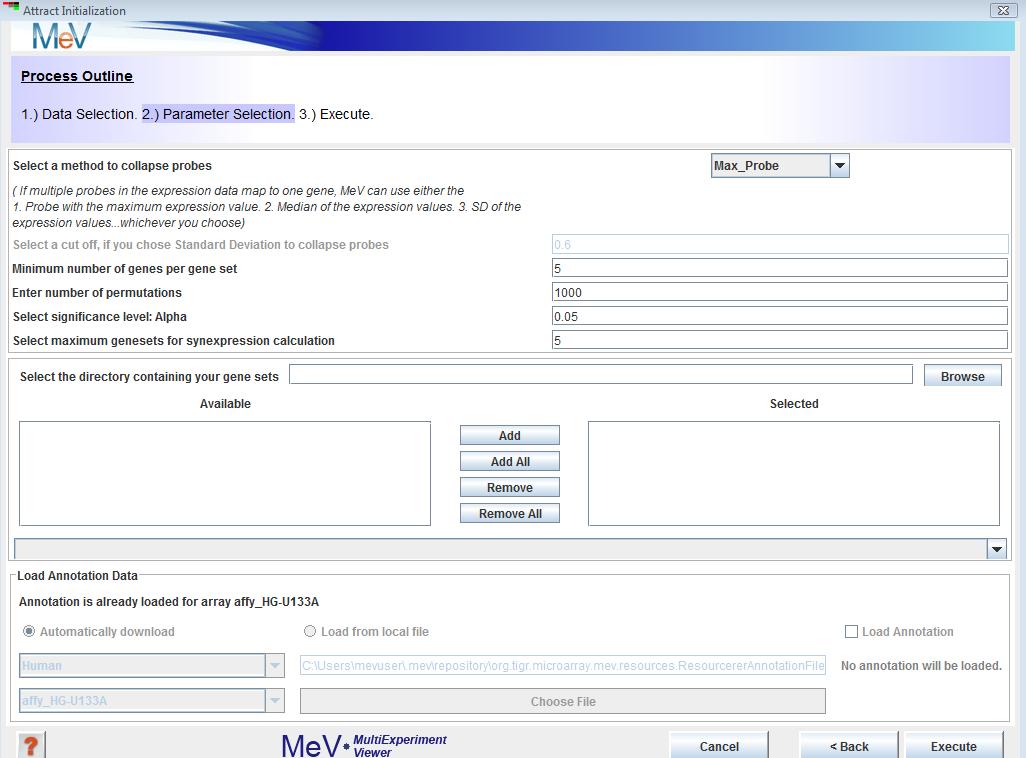 Attract Initialization
MeV
Process Outline
1.) Data Selection. 2.) Parameter Selection. 3.) Execute.
Select a method to collapse probes
Max_Probe
( If multiple probes in the expression data map to one gene, MeV can use either the
1. Probe with the maximum expression value. 2. Median of the expression values. 3. SD of the
expression values...whichever you choose)
Select a cut off, if you chose Standard Deviation to collapse probes
0.6
Minimum number of genes per gene set
5
Enter number of permutations
1000
Select significance level: Alpha
0.05
Select maximum genesets for synexpression calculation
5
Select the directory containing your gene sets
Browse
Available
Selected
Add
Add All
Remove
Remove All
Load Annotation Data
Annotation is already loaded for array affy_HG-U133A
Automatically download
Load from local file
Load Annotation
Human
C:\Users\mevuser\.mev\repository\org.tigr.microarray.mev.resources.ResourcererAnnotationFile
No annotation will be loaded.
affy_HG-U133A
Choose File
?
MeV
MultiExperiment
Viewer
Cancel
< Back
Execute